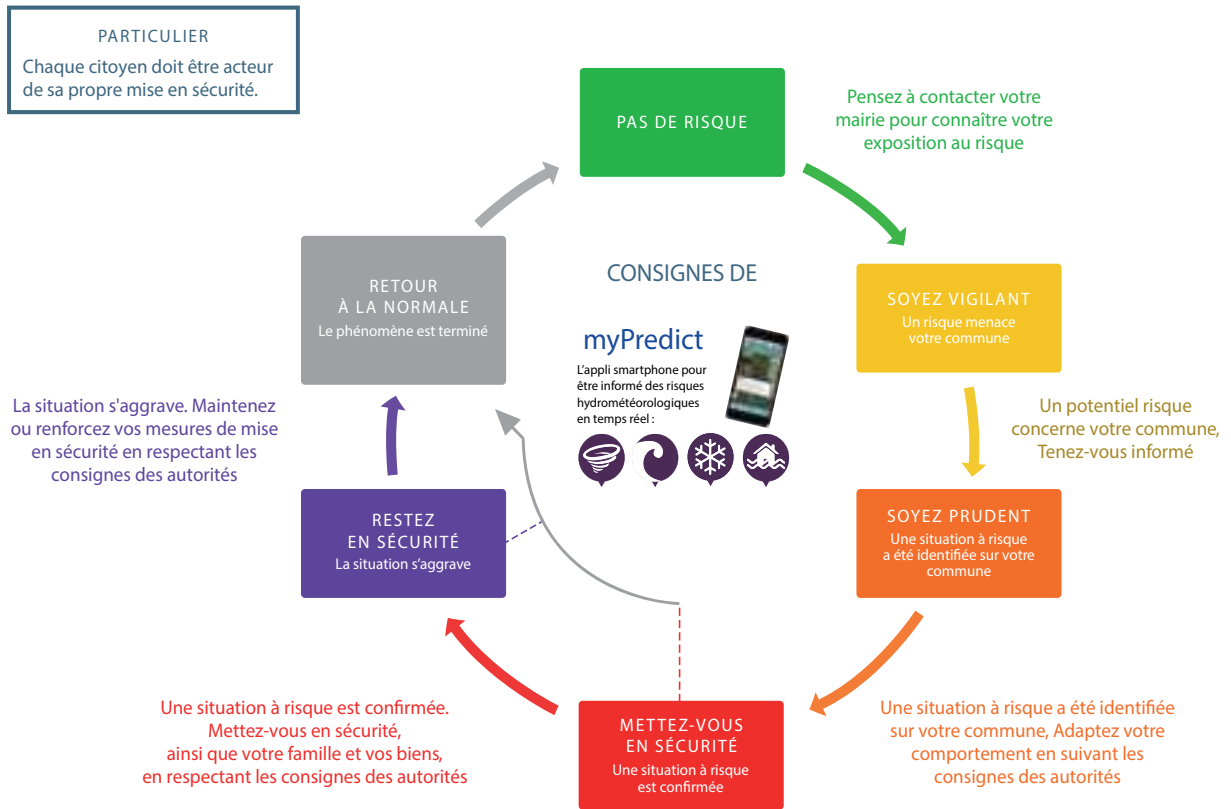 PARTICULIER
Chaque citoyen doit être acteur
de sa propre mise en sécurité.
PAS DE RISQUE
Pensez à contacter votre
mairie pour connaître votre
exposition au risque
RETOUR
À LA NORMALE
Le phénomène est terminé
CONSIGNES DE
SOYEZ VIGILANT
Un risque menace
votre commune
myPredict
L'appli smartphone pour
être informé des risques
hydrométéorologiques
en temps réel :
La situation s'aggrave. Maintenez
ou renforcez vos mesures de mise
en sécurité en respectant les
consignes des autorités
Un potentiel risque
concerne votre commune,
Tenez-vous informé
RESTEZ
EN SÉCURITÉ
La situation s'aggrave
SOYEZ PRUDENT
Une situation à risque
a été identifiée sur votre
commune
Une situation à risque est confirmée.
Mettez-vous en sécurité,
ainsi que votre famille et vos biens,
en respectant les consignes des autorités
METTEZ-VOUS
EN SÉCURITÉ
Une situation à risque
est confirmée
Une situation à risque a été identifiée
sur votre commune, Adaptez votre
comportement en suivant les
consignes des autorités